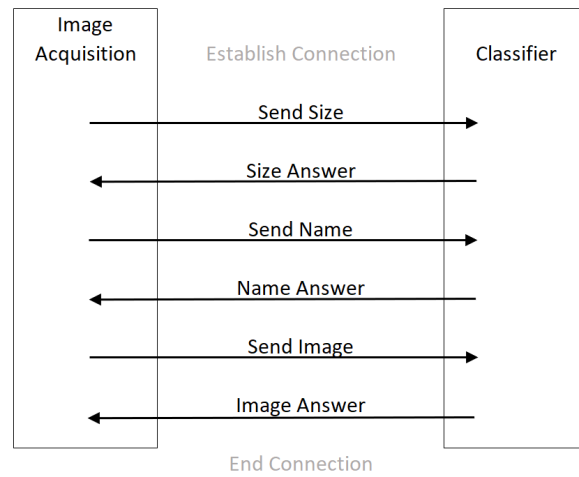 Image
Acquisition
Establish Connection
Classifier
Send Size
Size Answer
Send Name
Name Answer
Send Image
Image Answer
End Connection